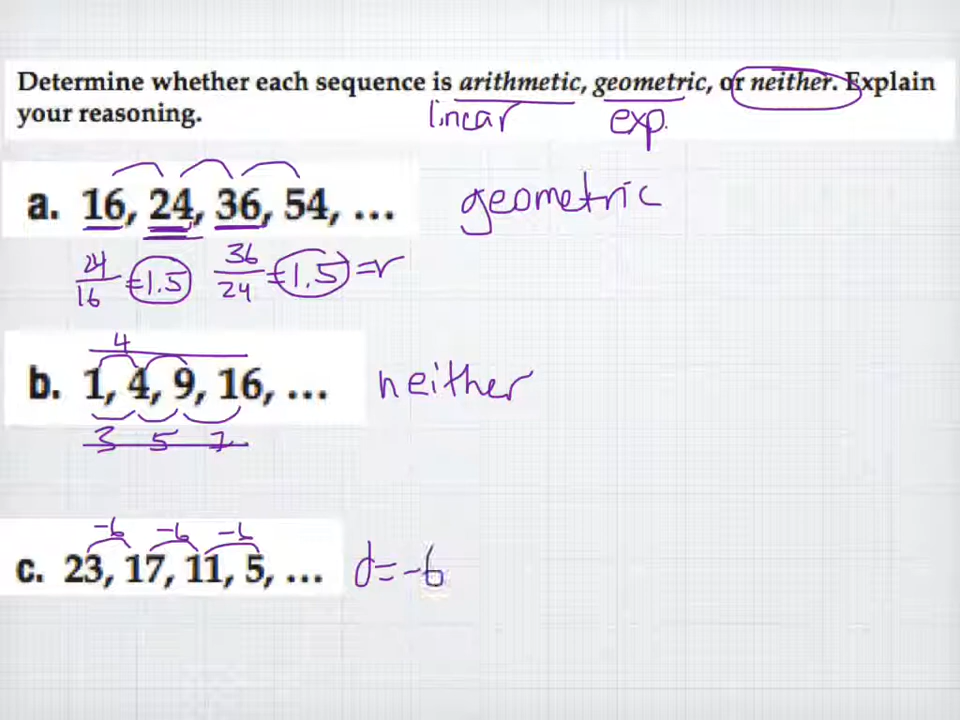 Determine whether each sequence is arithmetic, geometric, or neither. Explain
your reasoning.
linear exp.
a. 16, 24, 36, 54, ... geometric
24/16 = 1.5 36/24 = 1.5 = r
4
b. 1, 4, 9, 16, ... neither
3 5 7
-6 -6 -6
c. 23, 17, 11, 5, ... d = -6